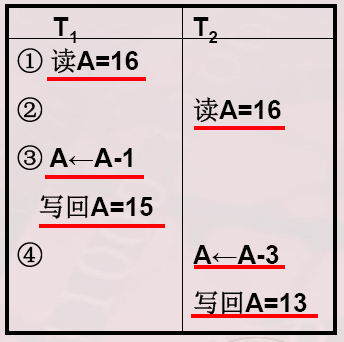 T1 T2
① 读A=16
② 读A=16
③ A←A-1
写回A=15
④ A←A-3
写回A=13